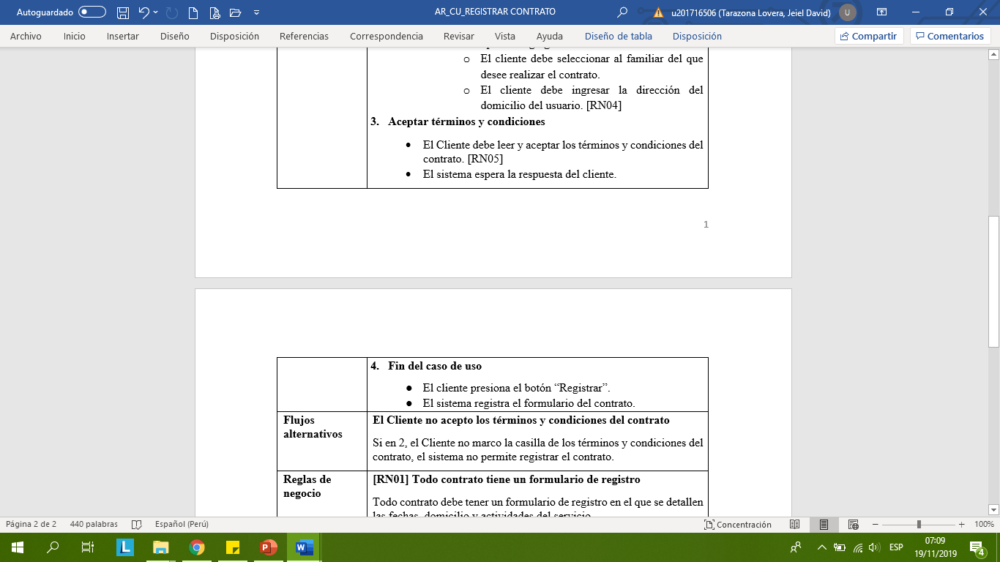 Autoguardado
AR_CU_REGISTRAR CONTRATO
u201716506 (Tarazona Lovera, Jeiel David)
U
Archivo Inicio Insertar Diseño Disposición Referencias Correspondencia Revisar Vista Ayuda Diseño de tabla Disposición Compartir Comentarios
o El cliente debe seleccionar al familiar del que
desee realizar el contrato.
o El cliente debe ingresar la dirección del
domicilio del usuario. [RN04]
3. Aceptar términos y condiciones
• El Cliente debe leer y aceptar los términos y condiciones del
contrato. [RN05]
• El sistema espera la respuesta del cliente.
1
4. Fin del caso de uso
● El cliente presiona el botón “Registrar”.
● El sistema registra el formulario del contrato.
Flujos
alternativos
El Cliente no acepto los términos y condiciones del contrato
Si en 2, el Cliente no marco la casilla de los términos y condiciones del
contrato, el sistema no permite registrar el contrato.
Reglas de
negocio
[RN01] Todo contrato tiene un formulario de registro
Todo contrato debe tener un formulario de registro en el que se detallen
las fechas, domicilio y actividades del servicio
Página 2 de 2 440 palabras Español (Perú) Concentración 100%
L
P
W
ESP
07:09
19/11/2019
4